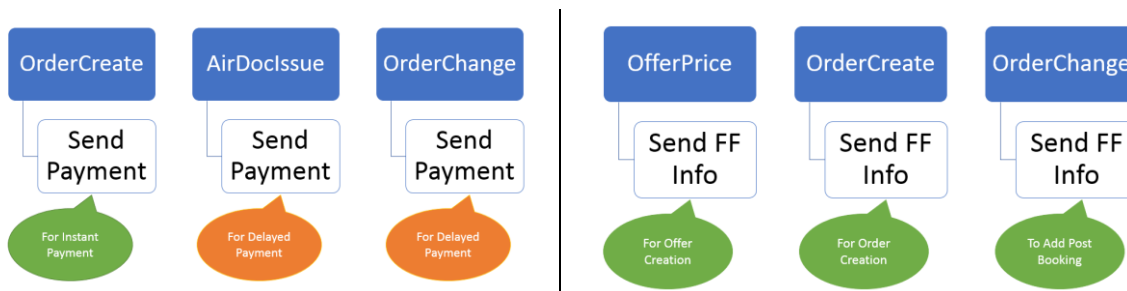 OrderCreate
Send
Payment
For Instant
Payment
AirDocIssue
Send
Payment
For Delayed
Payment
OrderChange
Send
Payment
For Delayed
Payment
OfferPrice
Send FF
Info
For Offer
Creation
OrderCreate
Send FF
Info
For Order
Creation
OrderChange
Send FF
Info
To Add Post
Booking